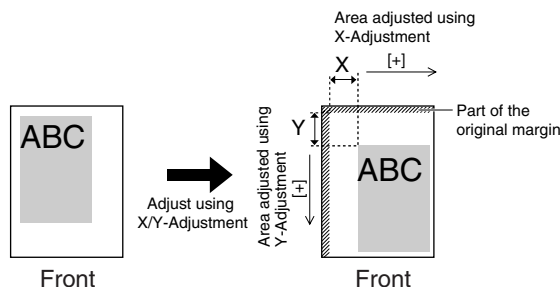 Area adjusted using
X-Adjustment
X
[+]
Part of the
original margin
Y
Area adjusted using
Y-Adjustment
[+]
ABC
ABC
Adjust using
X/Y-Adjustment
Front
Front